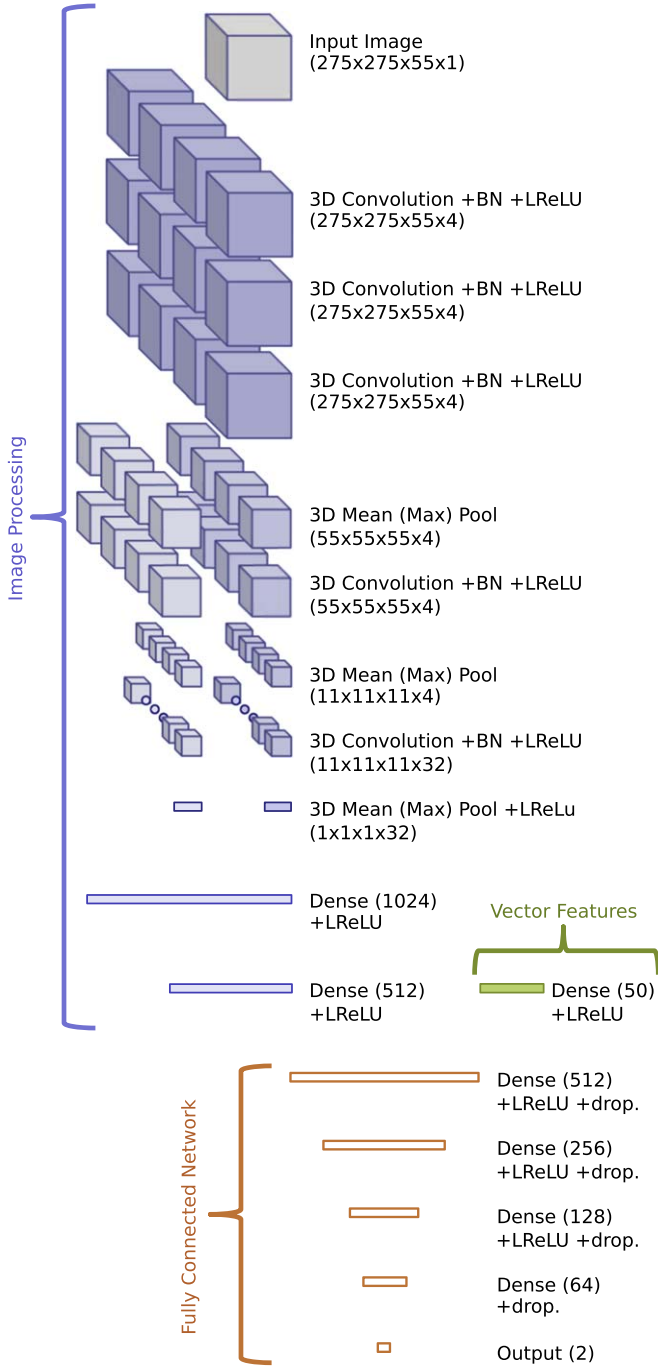 Input Image
(275x275x55x1)
3D Convolution +BN +LReLU
(275x275x55x4)
3D Convolution +BN +LReLU
(275x275x55x4)
3D Convolution +BN +LReLU
(275x275x55x4)
Image Processing
3D Mean (Max) Pool
(55x55x55x4)
3D Convolution +BN +LReLU
(55x55x55x4)
3D Mean (Max) Pool
(11x11x11x4)
3D Convolution +BN +LReLU
(11x11x11x32)
3D Mean (Max) Pool +LReLu
(1x1x1x32)
Dense (1024)
+LReLU
Vector Features
Dense (512)
+LReLU
Dense (50)
+LReLU
Fully Connected Network
Dense (512)
+LReLU +drop.
Dense (256)
+LReLU +drop.
Dense (128)
+LReLU +drop.
Dense (64)
+drop.
Output (2)